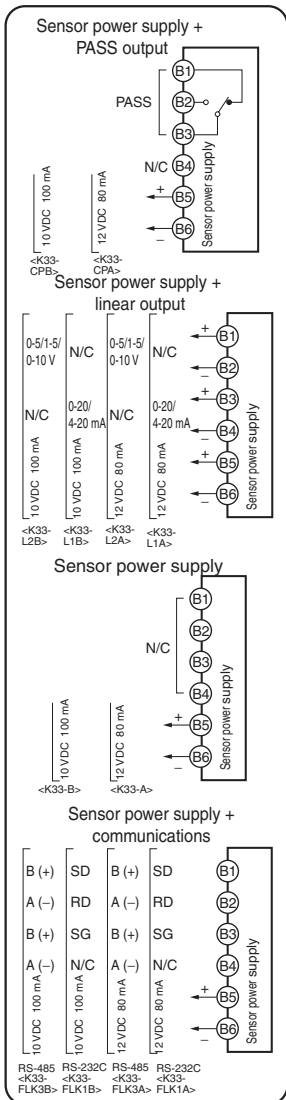 Sensor power supply +
PASS output
B1
PASS
B2
B3
N/C
B4
+
B5
−
B6
Sensor power supply
10 VDC 100 mA
12 VDC 80 mA
<K33-
CPB>
<K33-
CPA>
Sensor power supply +
linear output
0-5/1-5/
0-10 V
N/C
0-5/1-5/
0-10 V
N/C
+
B1
−
B2
+
B3
N/C
0-20/
4-20 mA
N/C
0-20/
4-20 mA
−
B4
+
B5
−
B6
Sensor power supply
10 VDC 100 mA
10 VDC 100 mA
12 VDC 80 mA
12 VDC 80 mA
<K33-
L2B>
<K33-
L1B>
<K33-
L2A>
<K33-
L1A>
Sensor power supply
B1
B2
N/C
B3
B4
+
B5
−
B6
Sensor power supply
10 VDC 100 mA
12 VDC 80 mA
<K33-B>
<K33-A>
Sensor power supply +
communications
B (+) SD B (+) SD B1
A (−) RD A (−) RD B2
B (+) SG B (+) SG B3
A (−) N/C A (−) N/C B4
+
B5
−
B6
Sensor power supply
10 VDC 100 mA
10 VDC 100 mA
12 VDC 80 mA
12 VDC 80 mA
RS-485 RS-232C RS-485 RS-232C
<K33- <K33- <K33- <K33-
FLK3B> FLK1B> FLK3A> FLK1A>